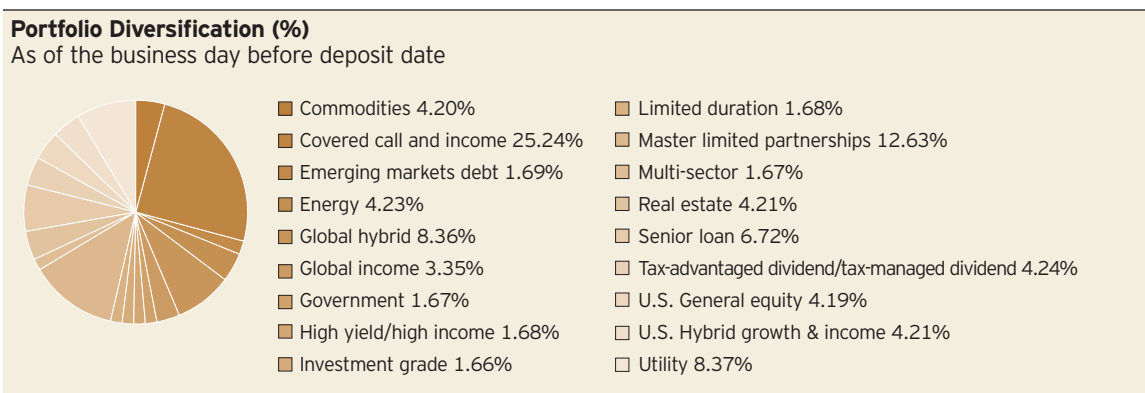 Portfolio Diversification (%)
As of the business day before deposit date
Commodities 4.20%
Covered call and income 25.24%
Emerging markets debt 1.69%
Energy 4.23%
Global hybrid 8.36%
Global income 3.35%
Government 1.67%
High yield/high income 1.68%
Investment grade 1.66%
Limited duration 1.68%
Master limited partnerships 12.63%
Multi-sector 1.67%
Real estate 4.21%
Senior loan 6.72%
Tax-advantaged dividend/tax-managed dividend 4.24%
U.S. General equity 4.19%
U.S. Hybrid growth & income 4.21%
Utility 8.37%